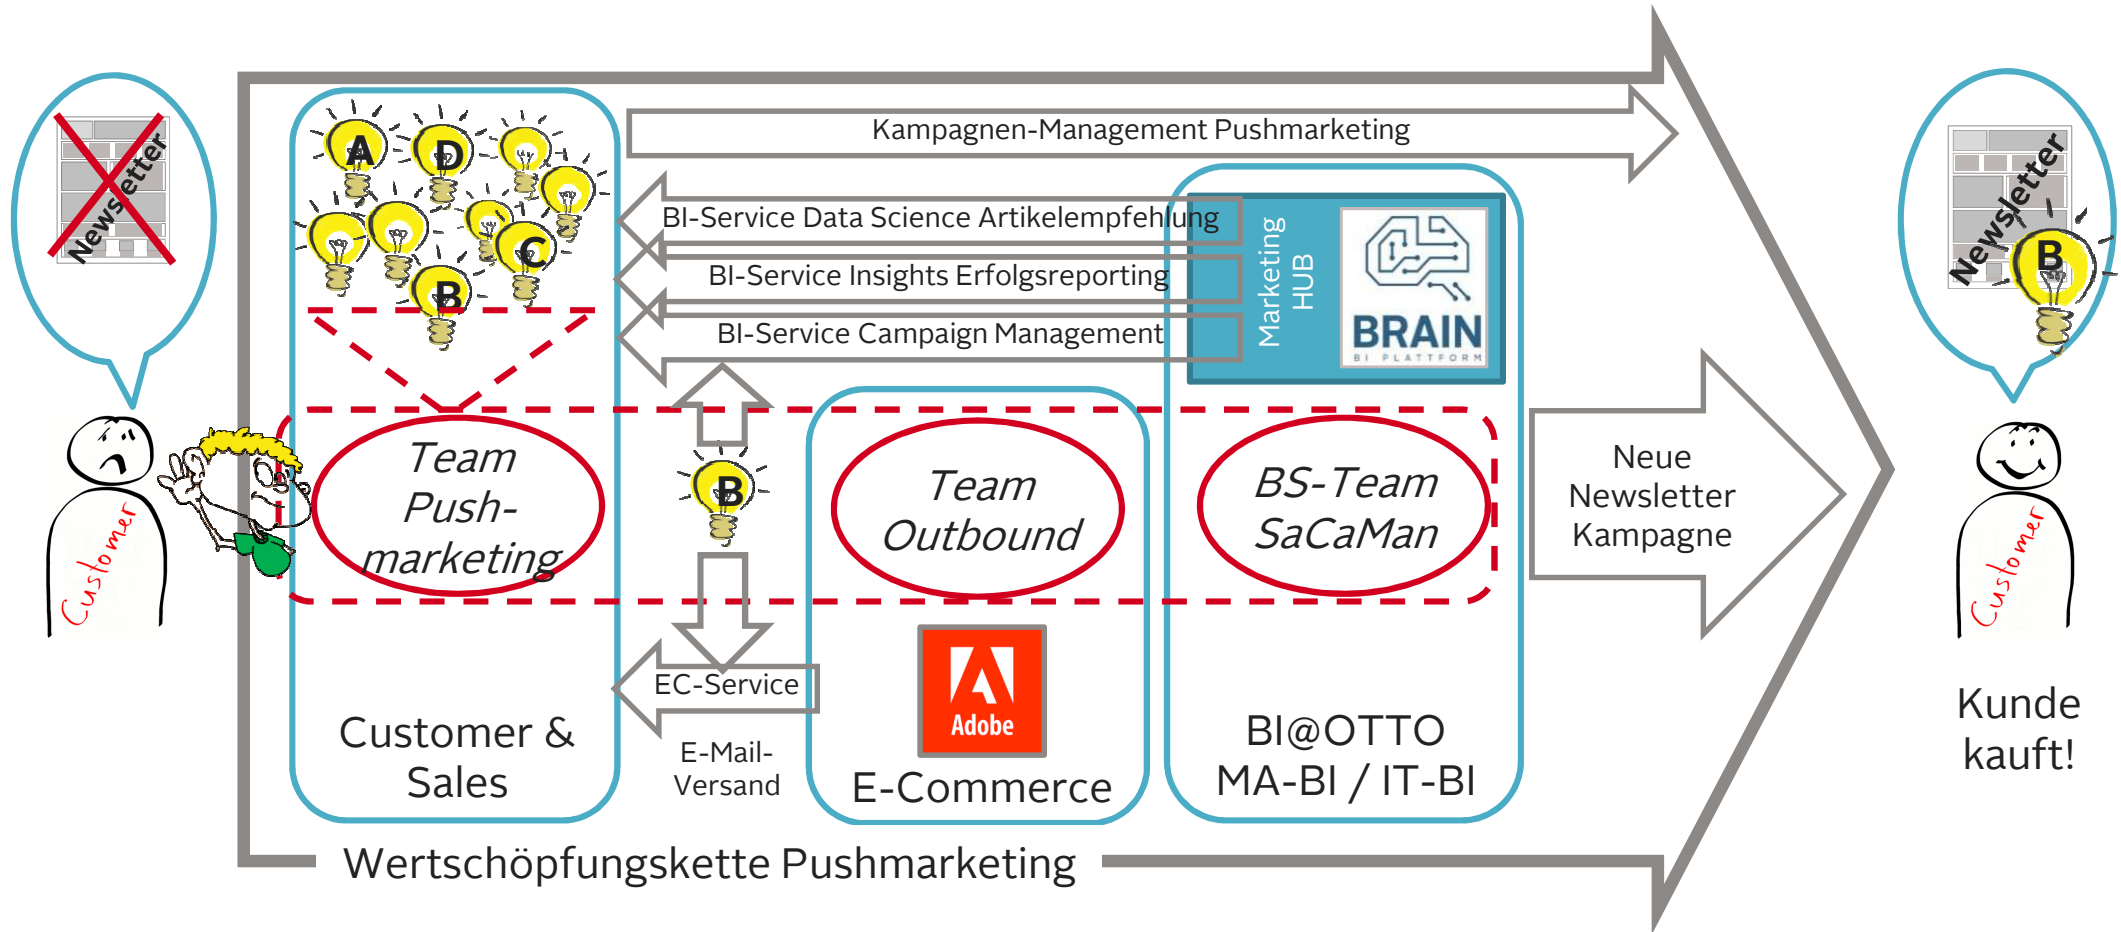 Newsletter
A
D
C
B
Kampagnen-Management Pushmarketing
BI-Service Data Science Artikelempfehlung
BI-Service Insights Erfolgsreporting
BI-Service Campaign Management
Marketing
HUB
BRAIN
BI PLATTFORM
Newsletter
B
Customer
Team
Push-
marketing
B
Team
Outbound
BS-Team
SaCaMan
Neue
Newsletter
Kampagne
Customer
EC-Service
E-Mail-
Versand
Adobe
Customer &
Sales
E-Commerce
BI@OTTO
MA-BI / IT-BI
Kunde
kauft!
Wertschöpfungskette Pushmarketing